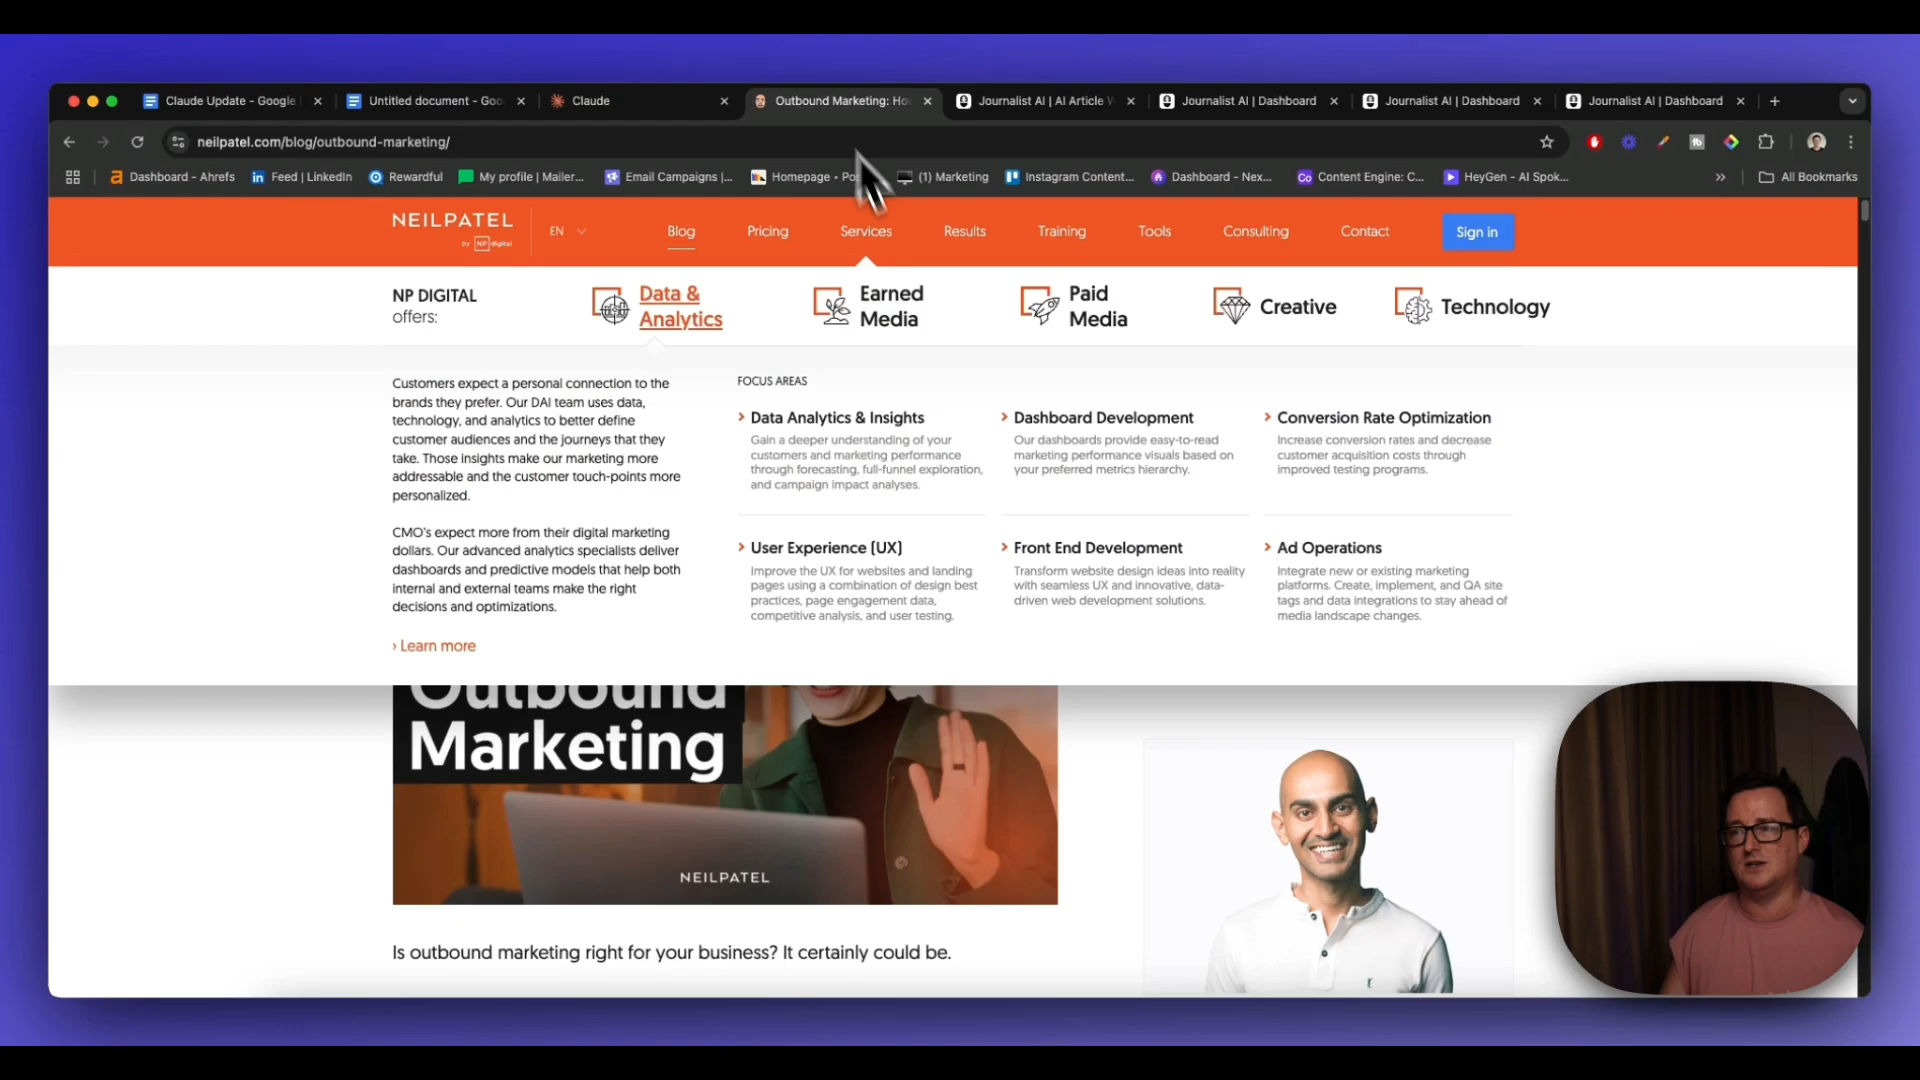 Claude Update - Google
Untitled document - Goo
Claude
Outbound Marketing: Ho
Journalist AI | AI Article
Journalist AI | Dashboard
Journalist AI | Dashboard
Journalist AI | Dashboard
neilpatel.com/blog/outbound-marketing/
Dashboard - Ahrefs
Feed | LinkedIn
Rewardful
My profile | Mailer...
Email Campaigns |...
Homepage • Po
(1) Marketing
Instagram Content...
Dashboard - Nex...
Content Engine: C...
HeyGen - AI Spok...
All Bookmarks
NEILPATEL
by NP digital
EN
Blog
Pricing
Services
Results
Training
Tools
Consulting
Contact
Sign in
NP DIGITAL
offers:
Data &
Analytics
Earned
Media
Paid
Media
Creative
Technology
Customers expect a personal connection to the
brands they prefer. Our DAI team uses data,
technology, and analytics to better define
customer audiences and the journeys that they
take. Those insights make our marketing more
addressable and the customer touch-points more
personalized.
CMO's expect more from their digital marketing
dollars. Our advanced analytics specialists deliver
dashboards and predictive models that help both
internal and external teams make the right
decisions and optimizations.
› Learn more
FOCUS AREAS
Data Analytics & Insights
Gain a deeper understanding of your
customers and marketing performance
through forecasting, full-funnel exploration,
and campaign impact analyses.
Dashboard Development
Our dashboards provide easy-to-read
marketing performance visuals based on
your preferred metrics hierarchy.
Conversion Rate Optimization
Increase conversion rates and decrease
customer acquisition costs through
improved testing programs.
User Experience (UX)
Improve the UX for websites and landing
pages using a combination of design best
practices, page engagement data,
competitive analysis, and user testing.
Front End Development
Transform website design ideas into reality
with seamless UX and innovative, data-
driven web development solutions.
Ad Operations
Integrate new or existing marketing
platforms. Create, implement, and QA site
tags and data integrations to stay ahead of
media landscape changes.
Outbound
Marketing
NEILPATEL
Is outbound marketing right for your business? It certainly could be.